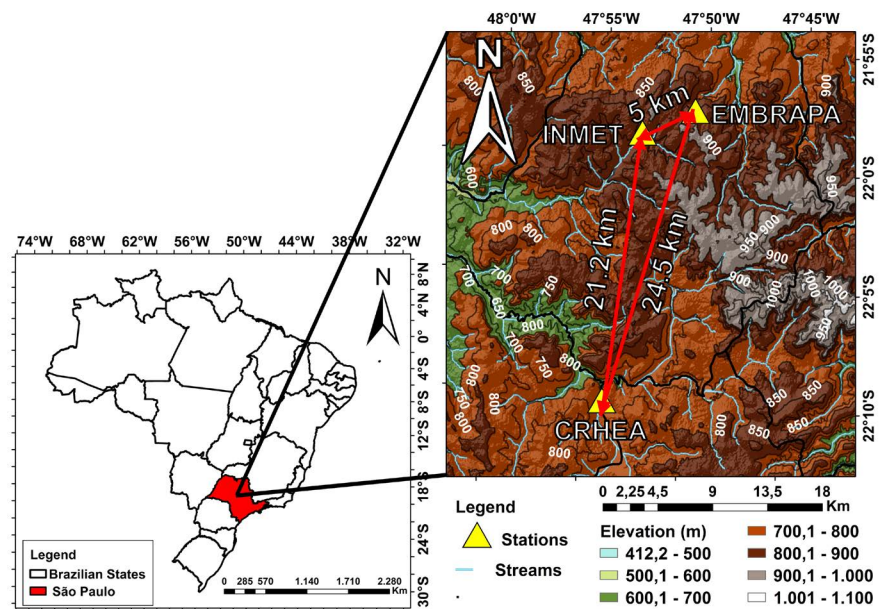 48°0'W 47°55'W 47°50'W 47°45'W
N
INMET
5 km
EMBRAPA
21.2 km
24.5 km
CRHEA
800
850
850
900
900
600
950
800
800
700
700
750
650
800
700
750
800
750
800
800
800
950
900
900
900
1000
1000
1000
950
850
850
850
850
800
21°55'S
22°0'S
22°5'S
22°10'S
74°W 68°W 62°W 56°W 50°W 44°W 38°W 32°W
N
8°N
4°N
0°
4°S
8°S
12°S
18°S
24°S
30°S
Legend
Brazilian States
São Paulo
0 285 570 1.140 1.710 2.280
Km
0 2,25 4,5 9 13,5 18
Km
Legend
Stations
Streams
Elevation (m)
412,2 - 500
500,1 - 600
600,1 - 700
700,1 - 800
800,1 - 900
900,1 - 1.000
1.001 - 1.100